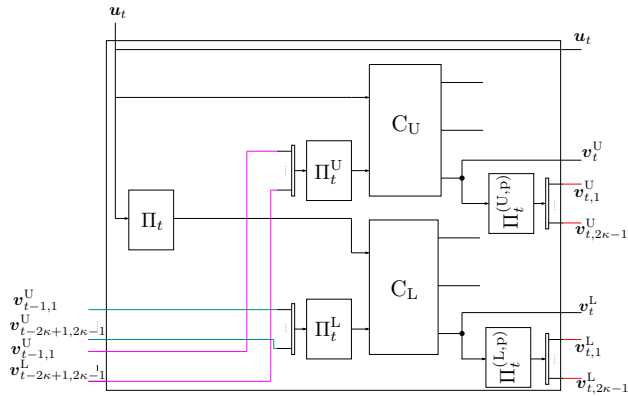 u_t
u_t
C_U
v_t^U
Π_t^U
Π_t^(U,p)
v_{t,1}^U
Π_t
v_{t,2κ−1}^U
C_L
v_{t−1,1}^U
v_t^L
v_{t−2κ+1,2κ−1}^U
Π_t^L
v_{t−1,1}^U
Π_t^(L,p)
v_{t,1}^L
v_{t−2κ+1,2κ−1}^L
v_{t,2κ−1}^L